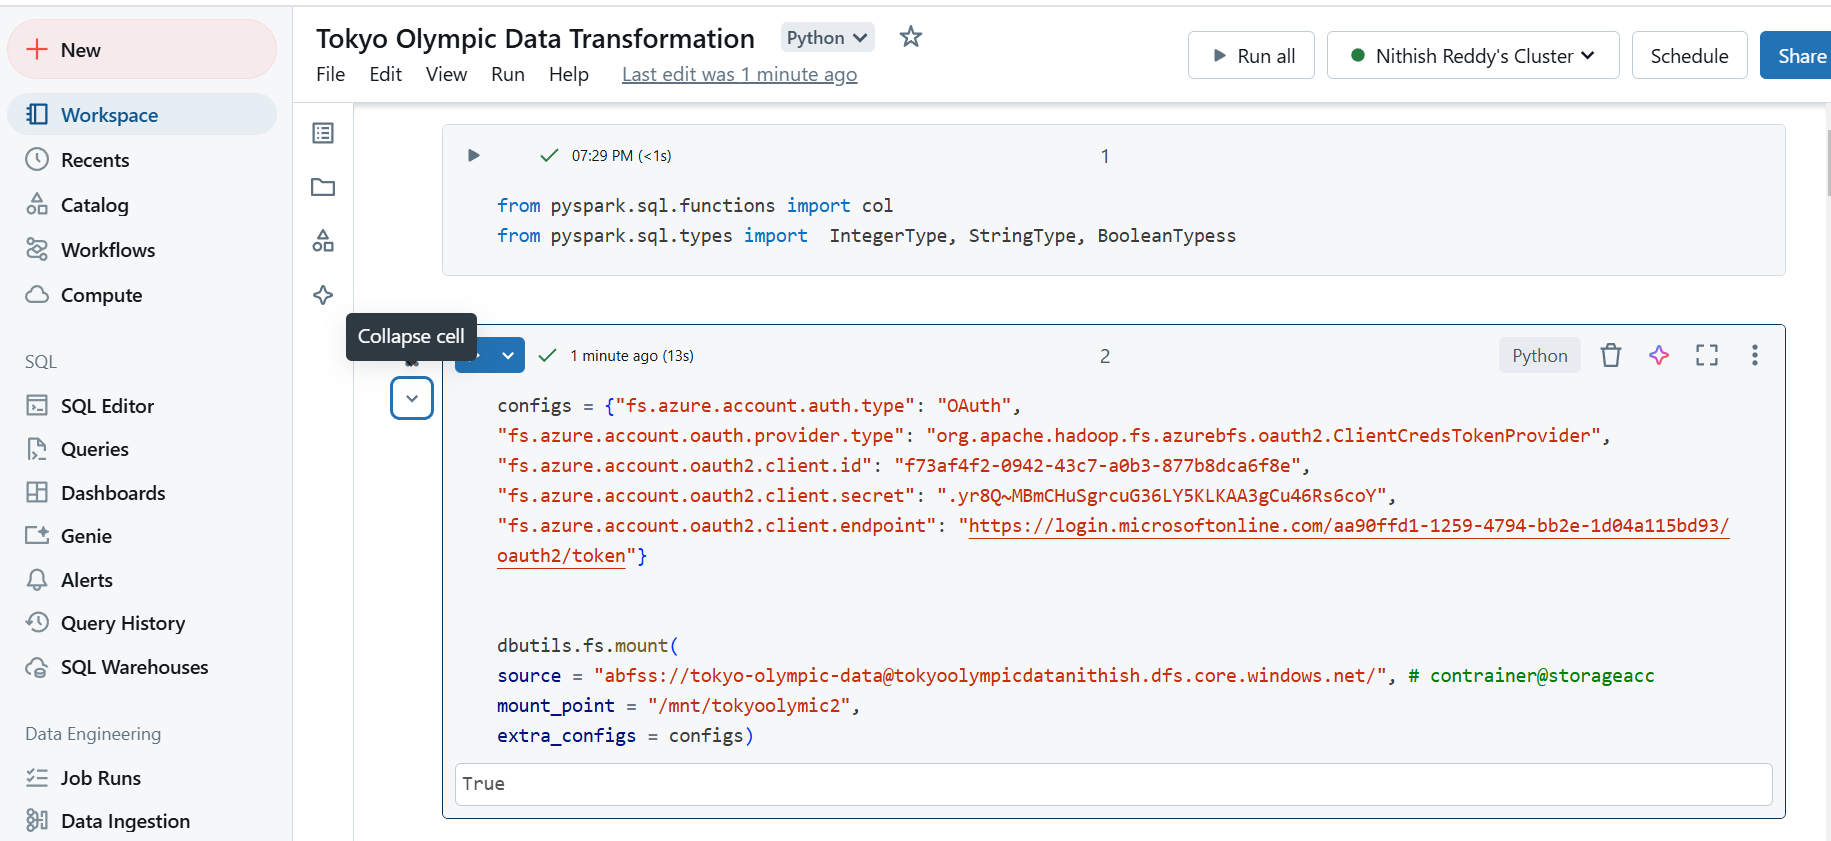 New
Workspace
Recents
Catalog
Workflows
Compute
SQL
SQL Editor
Queries
Dashboards
Genie
Alerts
Query History
SQL Warehouses
Data Engineering
Job Runs
Data Ingestion
Tokyo Olympic Data Transformation
Python
File Edit View Run Help Last edit was 1 minute ago
Run all
Nithish Reddy's Cluster
Schedule
Share
07:29 PM (<1s)
1
from pyspark.sql.functions import col
from pyspark.sql.types import  IntegerType, StringType, BooleanTypess
Collapse cell
1 minute ago (13s)
2
Python
configs = {"fs.azure.account.auth.type": "OAuth",
"fs.azure.account.oauth.provider.type": "org.apache.hadoop.fs.azurebfs.oauth2.ClientCredsTokenProvider",
"fs.azure.account.oauth2.client.id": "f73af4f2-0942-43c7-a0b3-877b8dca6f8e",
"fs.azure.account.oauth2.client.secret": ".yr8Q~MBmCHuSgrcuG36LY5KLKAA3gCu46Rs6coY",
"fs.azure.account.oauth2.client.endpoint": "https://login.microsoftonline.com/aa90ffd1-1259-4794-bb2e-1d04a115bd93/
oauth2/token"}
dbutils.fs.mount(
source = "abfss://tokyo-olympic-data@tokyoolympicdatanithish.dfs.core.windows.net/", # contrainer@storageacc
mount_point = "/mnt/tokyoolymic2",
extra_configs = configs)
True